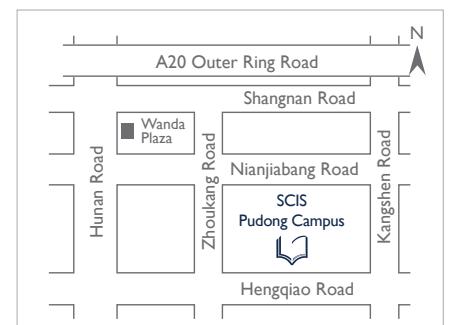 N
A20 Outer Ring Road
Shangnan Road
Wanda
Plaza
Hunan Road
Zhoukang Road
Nianjiabang Road
Kangshen Road
SCIS
Pudong Campus
Hengqiao Road